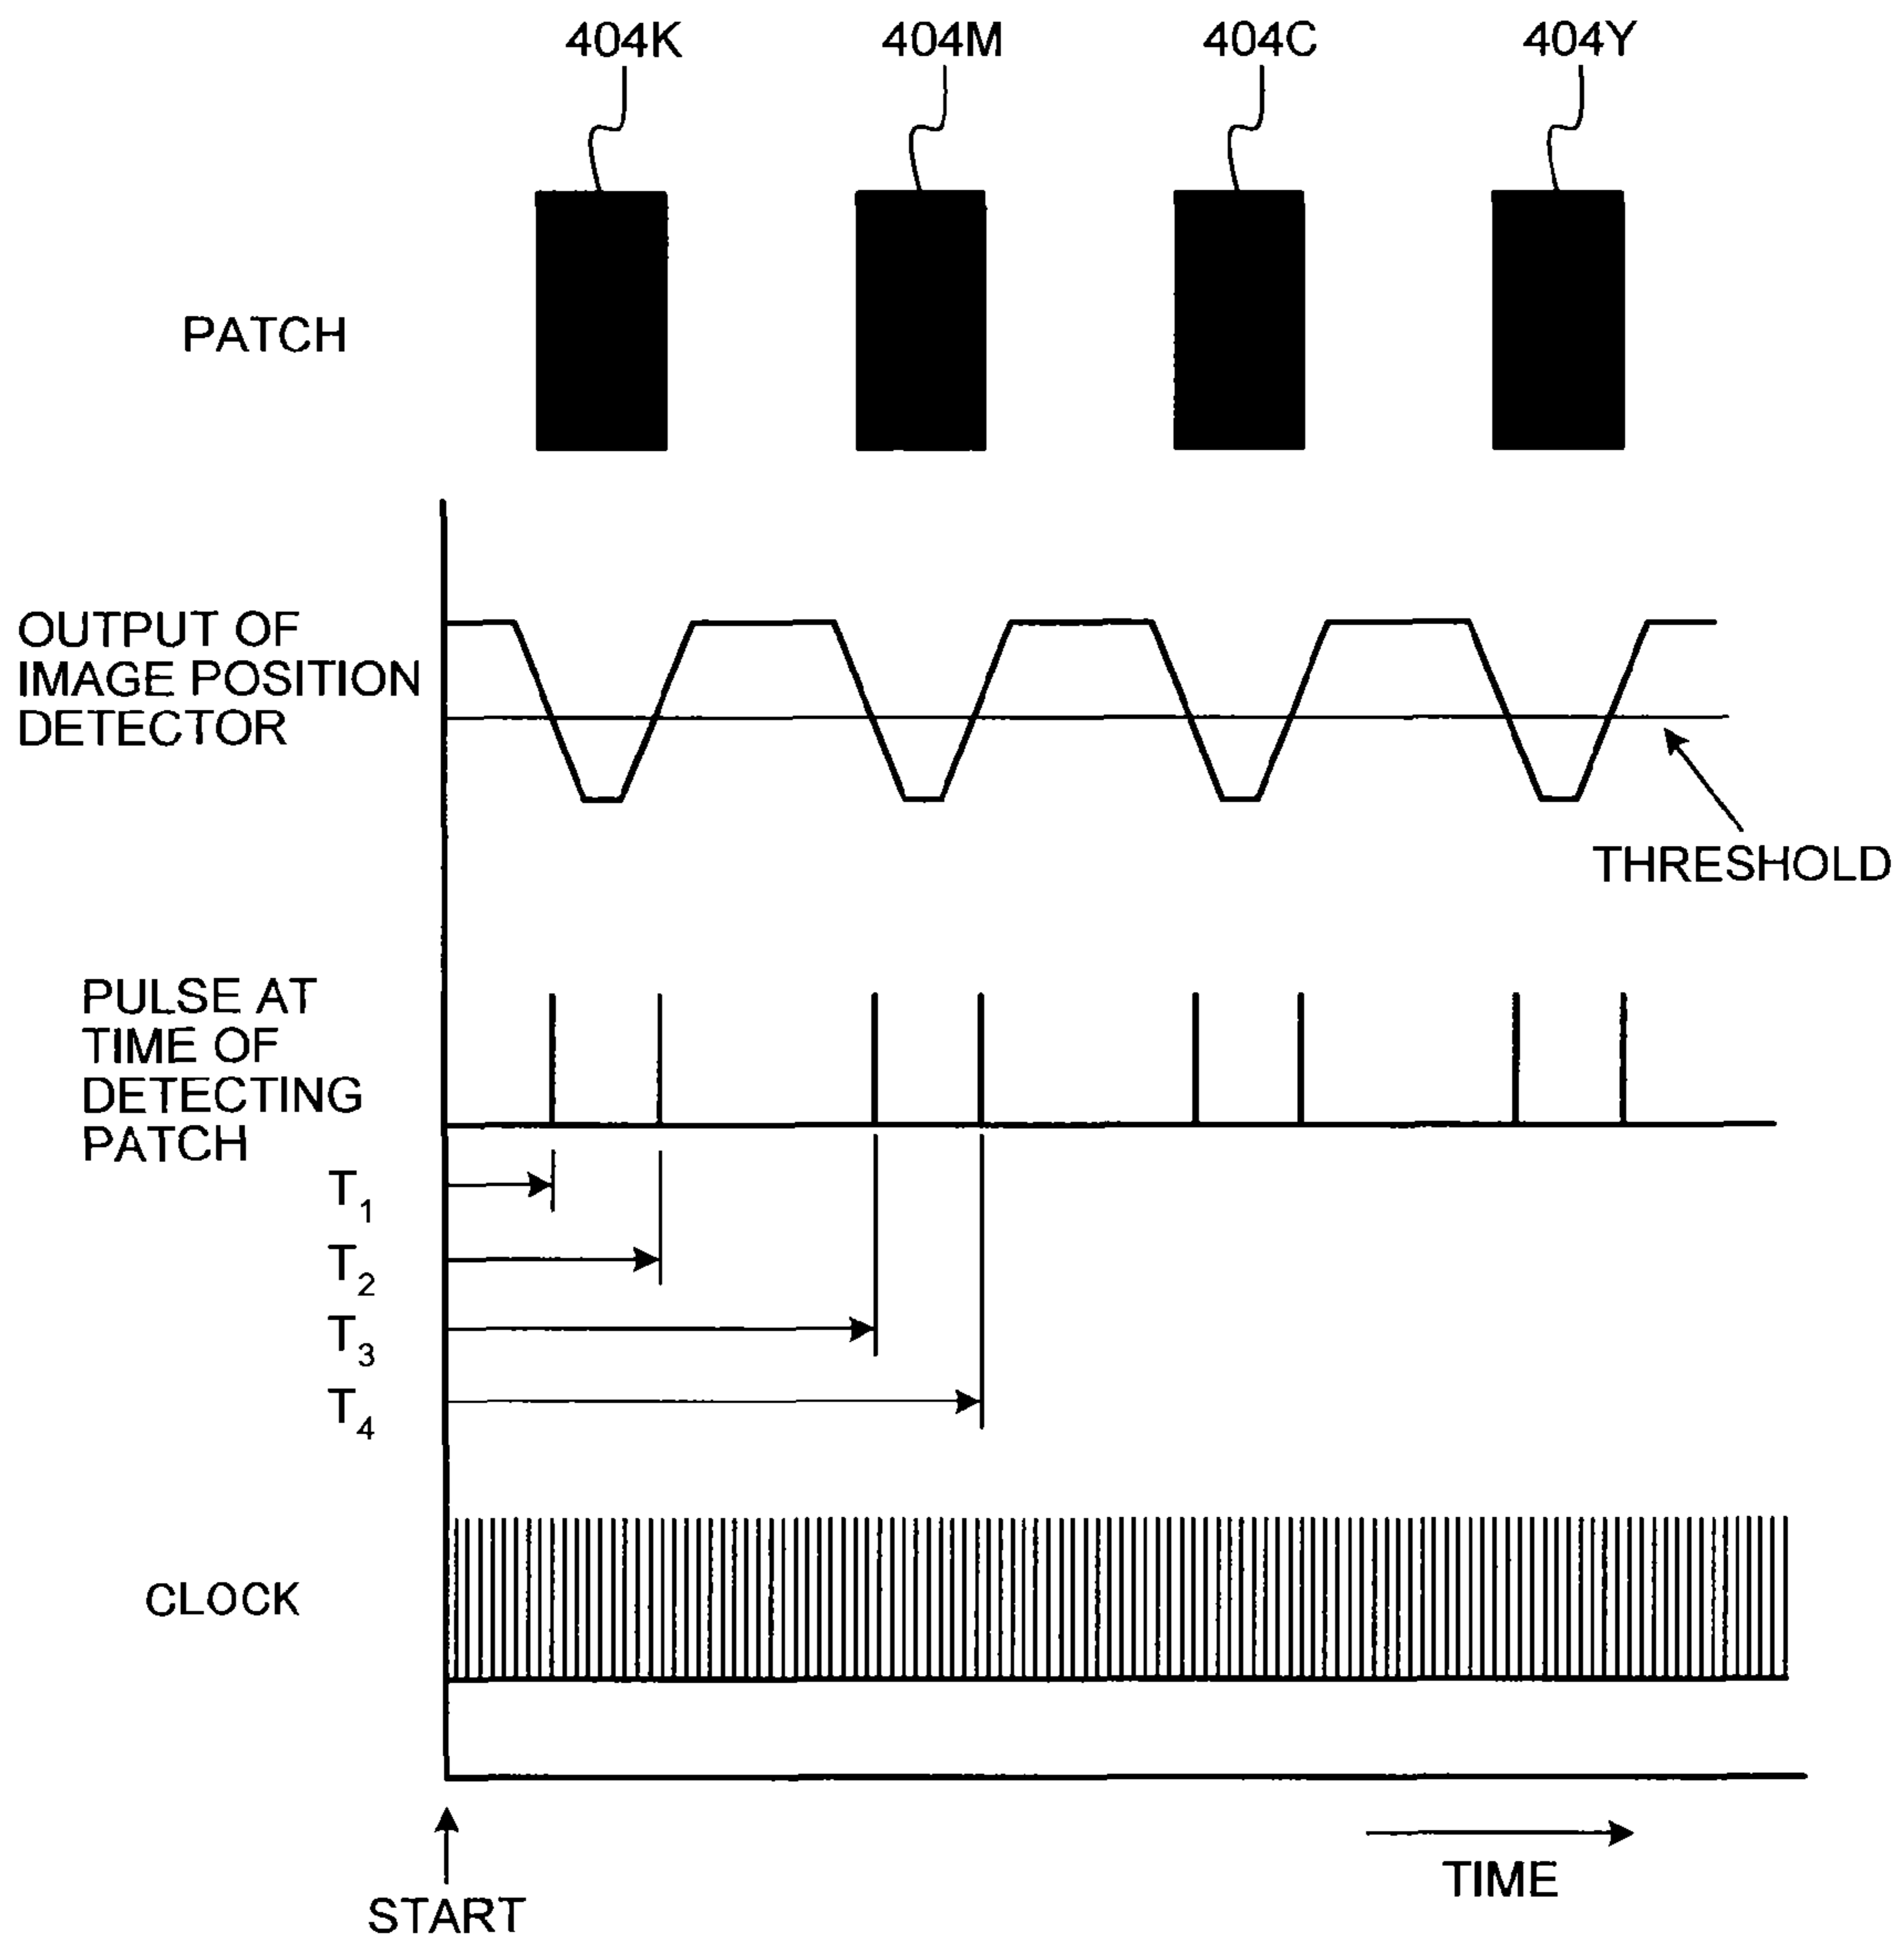 404K 404M 404C 404Y
PATCH
OUTPUT OF
IMAGE POSITION
DETECTOR
THRESHOLD
PULSE AT
TIME OF
DETECTING
PATCH
T1
T2
T3
T4
CLOCK
TIME
START